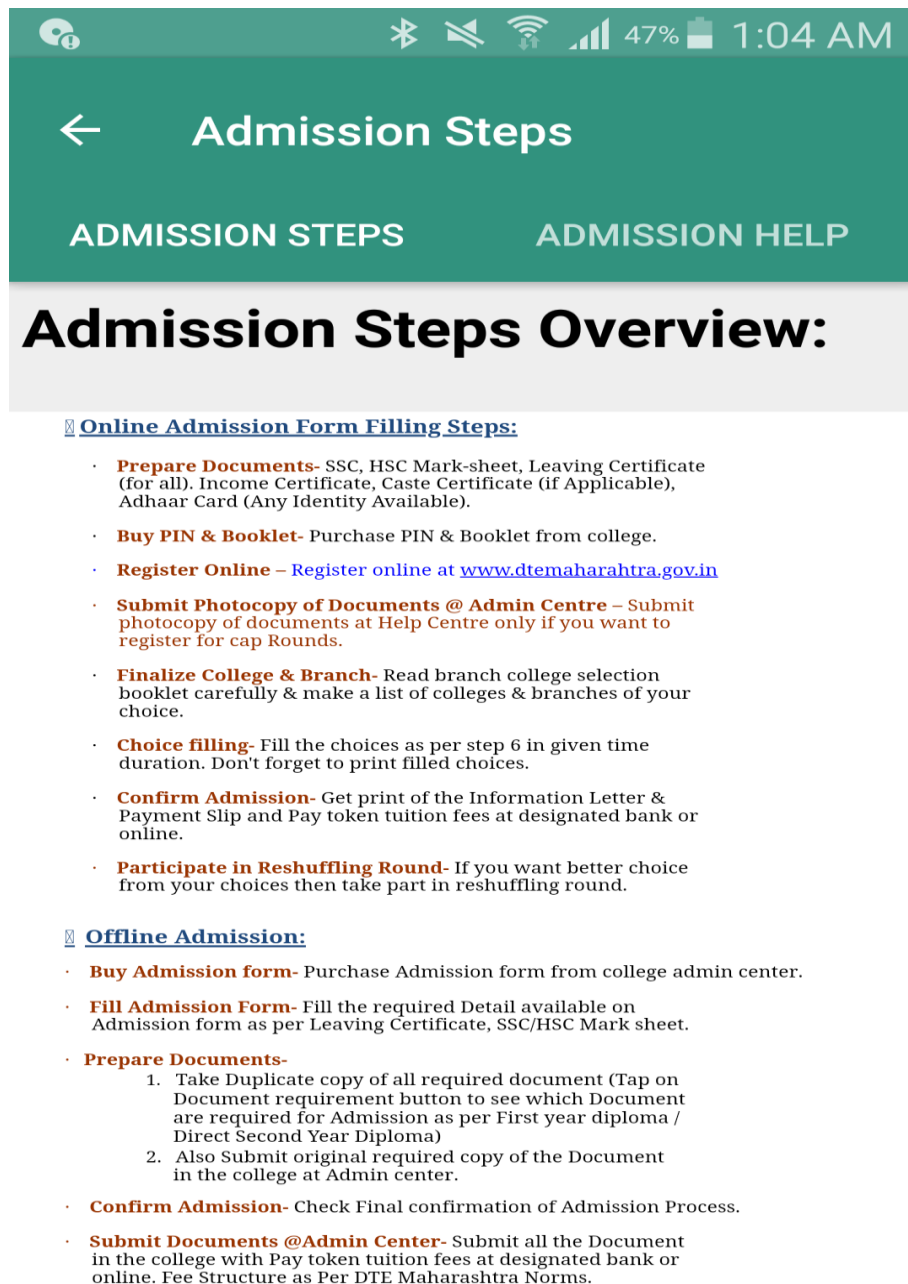 47% 1:04 AM
Admission Steps
ADMISSION STEPS ADMISSION HELP
Admission Steps Overview:
Online Admission Form Filling Steps:
· Prepare Documents- SSC, HSC Mark-sheet, Leaving Certificate
(for all). Income Certificate, Caste Certificate (if Applicable),
Adhaar Card (Any Identity Available).
· Buy PIN & Booklet- Purchase PIN & Booklet from college.
· Register Online – Register online at www.dtemaharahtra.gov.in
· Submit Photocopy of Documents @ Admin Centre – Submit
photocopy of documents at Help Centre only if you want to
register for cap Rounds.
· Finalize College & Branch- Read branch college selection
booklet carefully & make a list of colleges & branches of your
choice.
· Choice filling- Fill the choices as per step 6 in given time
duration. Don't forget to print filled choices.
· Confirm Admission- Get print of the Information Letter &
Payment Slip and Pay token tuition fees at designated bank or
online.
· Participate in Reshuffling Round- If you want better choice
from your choices then take part in reshuffling round.
Offline Admission:
· Buy Admission form- Purchase Admission form from college admin center.
· Fill Admission Form- Fill the required Detail available on
Admission form as per Leaving Certificate, SSC/HSC Mark sheet.
· Prepare Documents-
1. Take Duplicate copy of all required document (Tap on
Document requirement button to see which Document
are required for Admission as per First year diploma /
Direct Second Year Diploma)
2. Also Submit original required copy of the Document
in the college at Admin center.
· Confirm Admission- Check Final confirmation of Admission Process.
· Submit Documents @Admin Center- Submit all the Document
in the college with Pay token tuition fees at designated bank or
online. Fee Structure as Per DTE Maharashtra Norms.